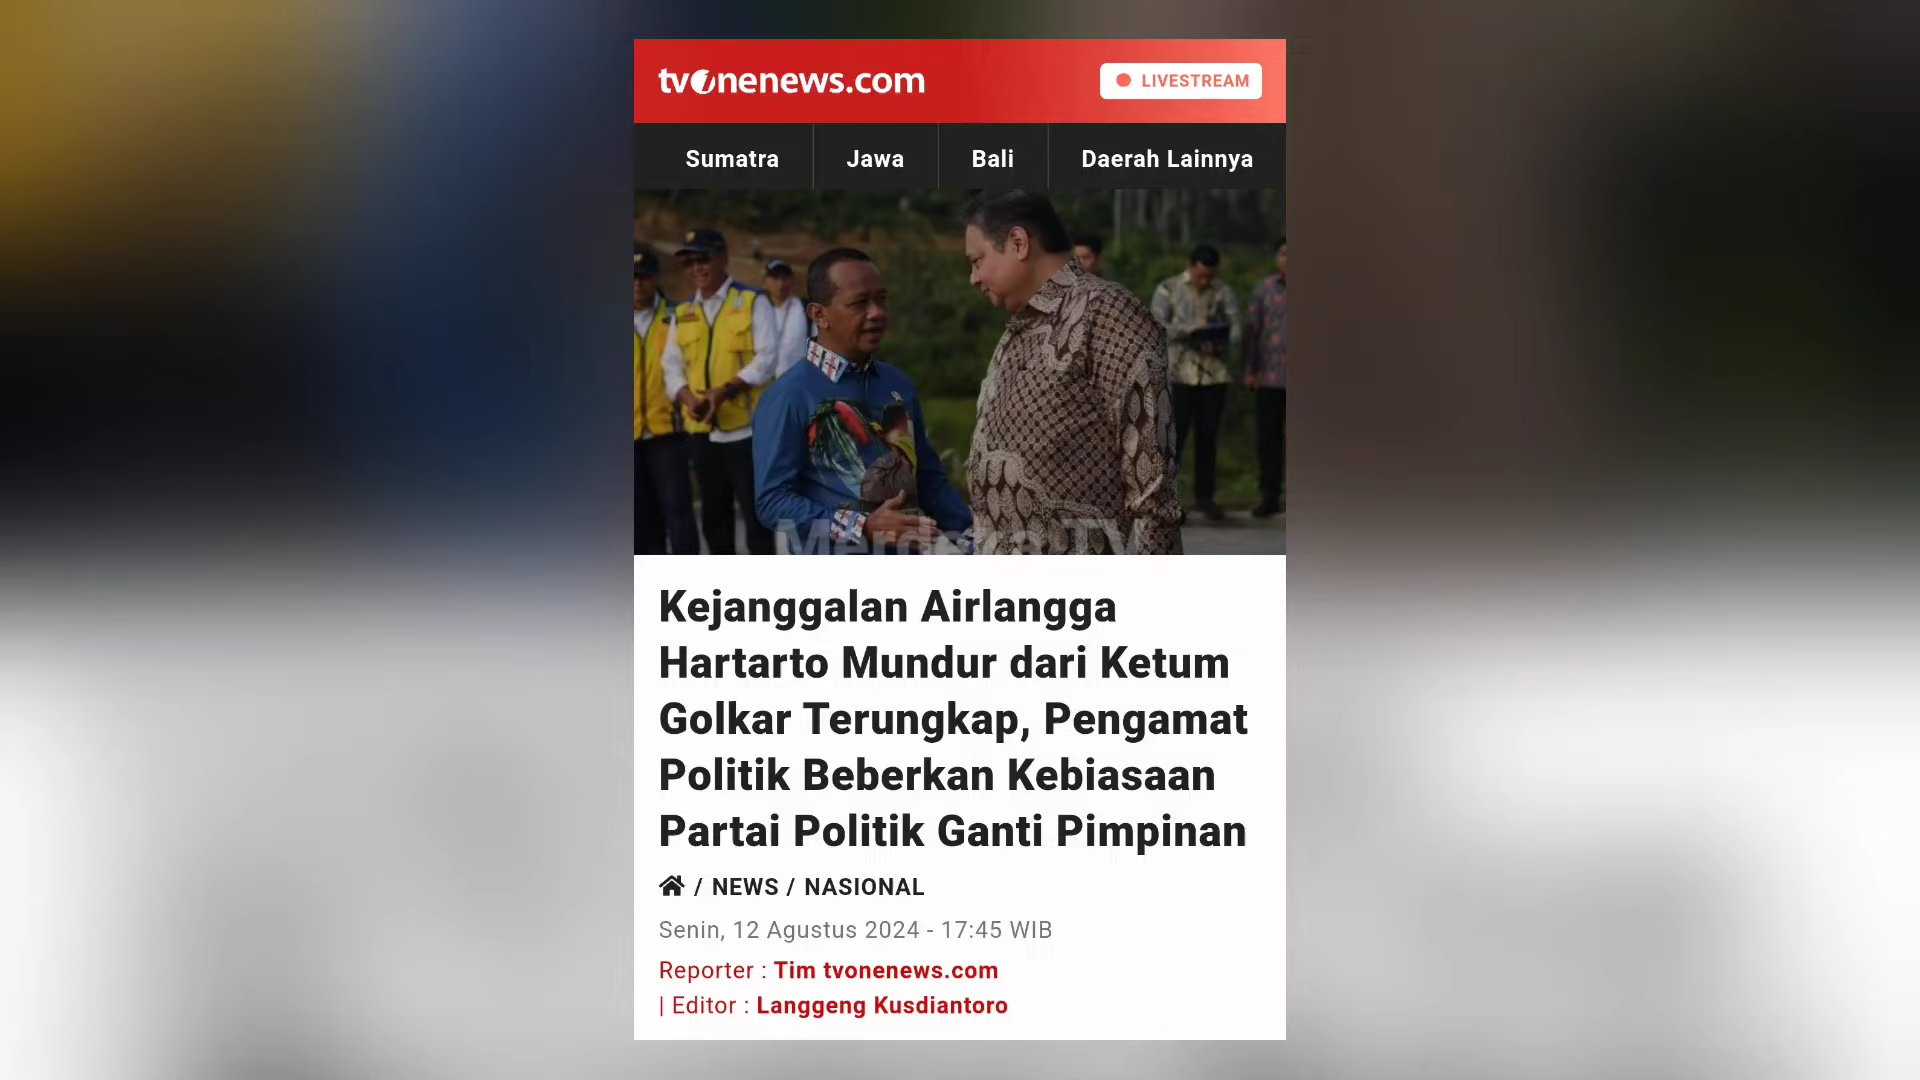 tvonenews.com
LIVESTREAM
Sumatra
Jawa
Bali
Daerah Lainnya
Merdeka TV
Kejanggalan Airlangga
Hartarto Mundur dari Ketum
Golkar Terungkap, Pengamat
Politik Beberkan Kebiasaan
Partai Politik Ganti Pimpinan
/ NEWS / NASIONAL
Senin, 12 Agustus 2024 - 17:45 WIB
Reporter : Tim tvonenews.com
| Editor : Langgeng Kusdiantoro